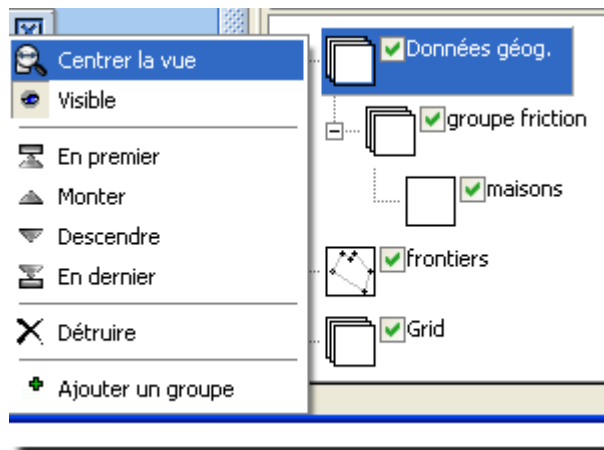 Centrer la vue
Visible
En premier
Monter
Descendre
En dernier
Détruire
Ajouter un groupe
Données géog.
groupe friction
maisons
frontiers
Grid